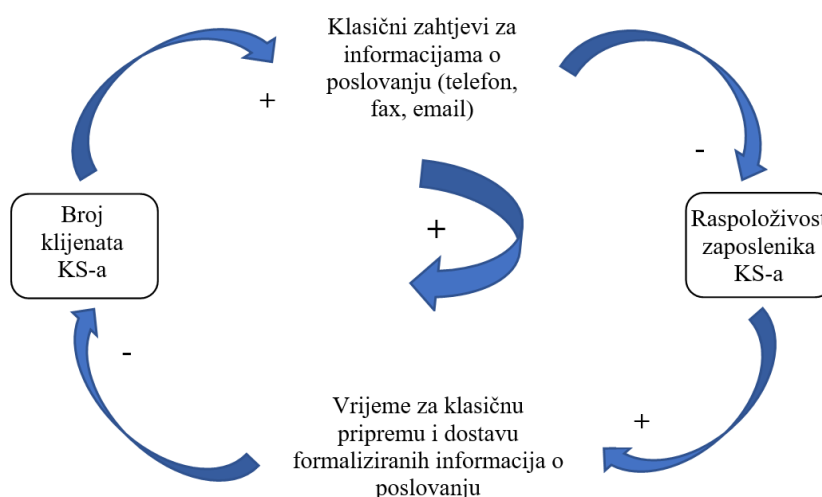 Klasični zahtjevi za
informacijama o
poslovanju (telefon,
fax, email)
+
-
Broj
klijenata
KS-a
+
Raspoloživost
zaposlenika
KS-a
-
+
Vrijeme za klasičnu
pripremu i dostavu
formaliziranih informacija o
poslovanju